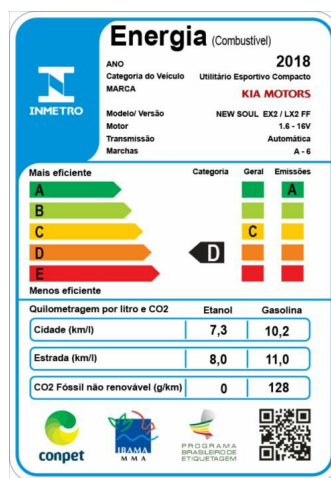 Energia (Combustível)
ANO 2018
Categoria do Veículo Utilitário Esportivo Compacto
MARCA KIA MOTORS
INMETRO
Modelo/ Versão NEW SOUL EX2 / LX2 FF
Motor 1.6 - 16V
Transmissão Automática
Marchas A - 6
Mais eficiente Categoria Geral Emissões
A A
B
C C
D D
E
Menos eficiente
Quilometragem por litro e CO2 Etanol Gasolina
Cidade (km/l) 7,3 10,2
Estrada (km/l) 8,0 11,0
CO2 Fóssil não renovável (g/km) 0 128
conpet
IBAMA
M M A
PROGRAMA
BRASILEIRO DE
ETIQUETAGEM